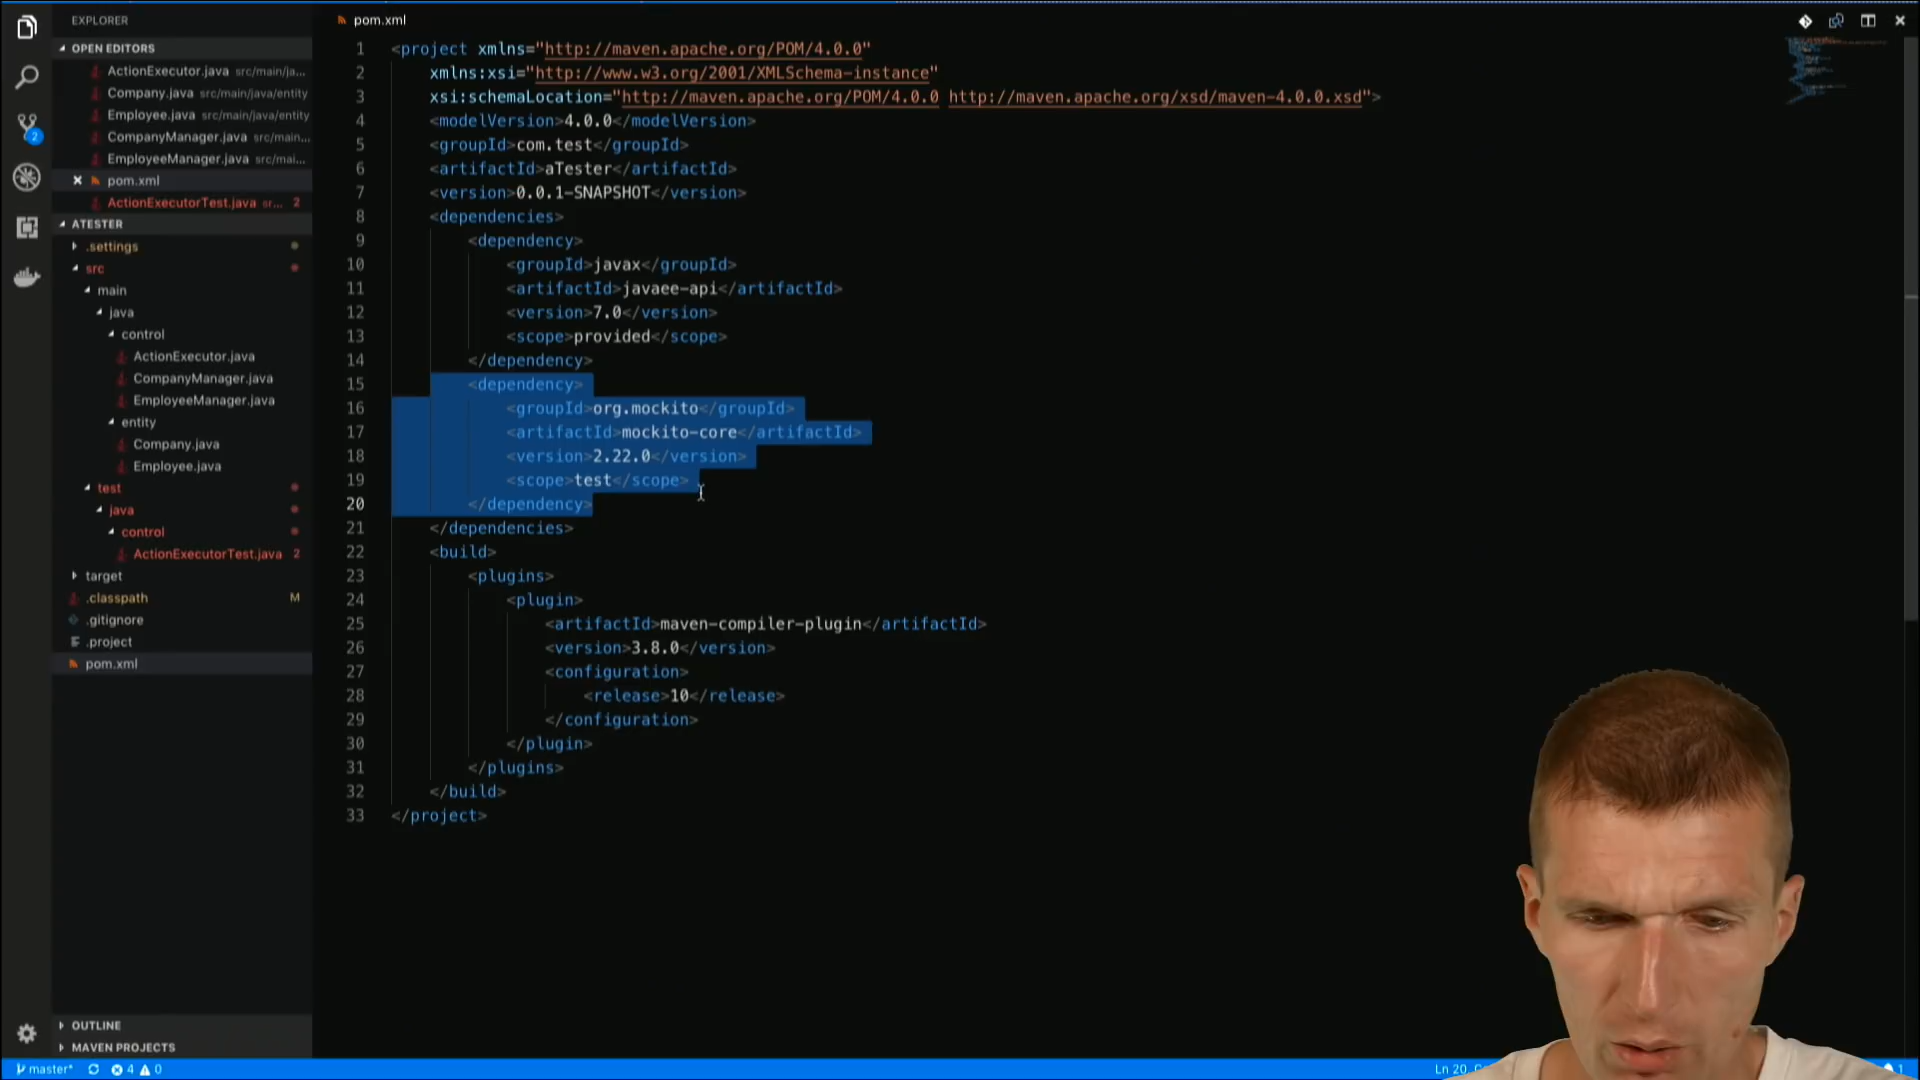 EXPLORER
OPEN EDITORS
ActionExecutor.java src/main/ja...
Company.java src/main/java/entity
Employee.java src/main/java/entity
CompanyManager.java src/main...
EmployeeManager.java src/mai...
pom.xml
ActionExecutorTest.java sr... 2
ATESTER
.settings
src
main
java
control
ActionExecutor.java
CompanyManager.java
EmployeeManager.java
entity
Company.java
Employee.java
test
java
control
ActionExecutorTest.java 2
target
.classpath M
.gitignore
.project
pom.xml
OUTLINE
MAVEN PROJECTS
2
pom.xml
1 <project xmlns="http://maven.apache.org/POM/4.0.0"
2 xmlns:xsi="http://www.w3.org/2001/XMLSchema-instance"
3 xsi:schemaLocation="http://maven.apache.org/POM/4.0.0 http://maven.apache.org/xsd/maven-4.0.0.xsd">
4 <modelVersion>4.0.0</modelVersion>
5 <groupId>com.test</groupId>
6 <artifactId>aTester</artifactId>
7 <version>0.0.1-SNAPSHOT</version>
8 <dependencies>
9 <dependency>
10 <groupId>javax</groupId>
11 <artifactId>javaee-api</artifactId>
12 <version>7.0</version>
13 <scope>provided</scope>
14 </dependency>
15 <dependency>
16 <groupId>org.mockito</groupId>
17 <artifactId>mockito-core</artifactId>
18 <version>2.22.0</version>
19 <scope>test</scope>
20 </dependency>
21 </dependencies>
22 <build>
23 <plugins>
24 <plugin>
25 <artifactId>maven-compiler-plugin</artifactId>
26 <version>3.8.0</version>
27 <configuration>
28 <release>10</release>
29 </configuration>
30 </plugin>
31 </plugins>
32 </build>
33 </project>
master* 4 0 Ln 20, 1